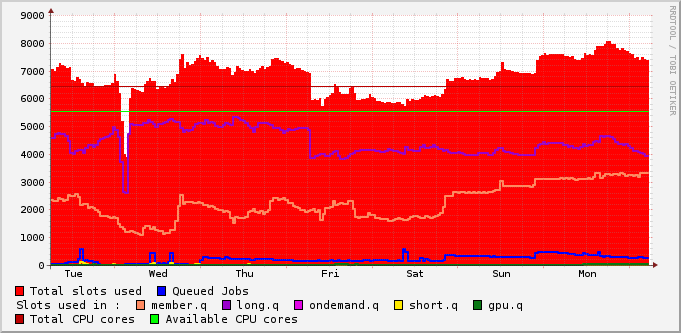 9000
8000
7000
6000
5000
4000
3000
2000
1000
0
Tue Wed Thu Fri Sat Sun Mon
RRDTOOL / TOBI OETIKER
Total slots used Queued Jobs
Slots used in : member.q long.q ondemand.q short.q gpu.q
Total CPU cores Available CPU cores